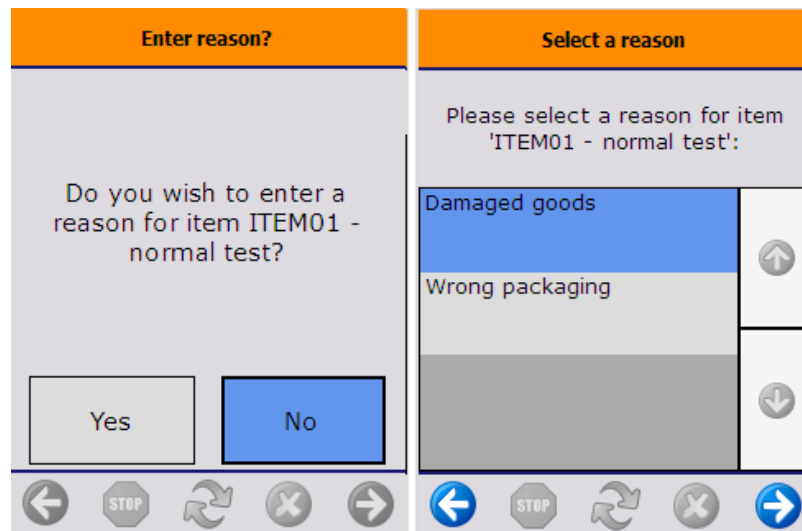 Enter reason?
Do you wish to enter a
reason for item ITEM01 -
normal test?
Yes
No
STOP
Select a reason
Please select a reason for item
'ITEM01 - normal test':
Damaged goods
Wrong packaging
STOP